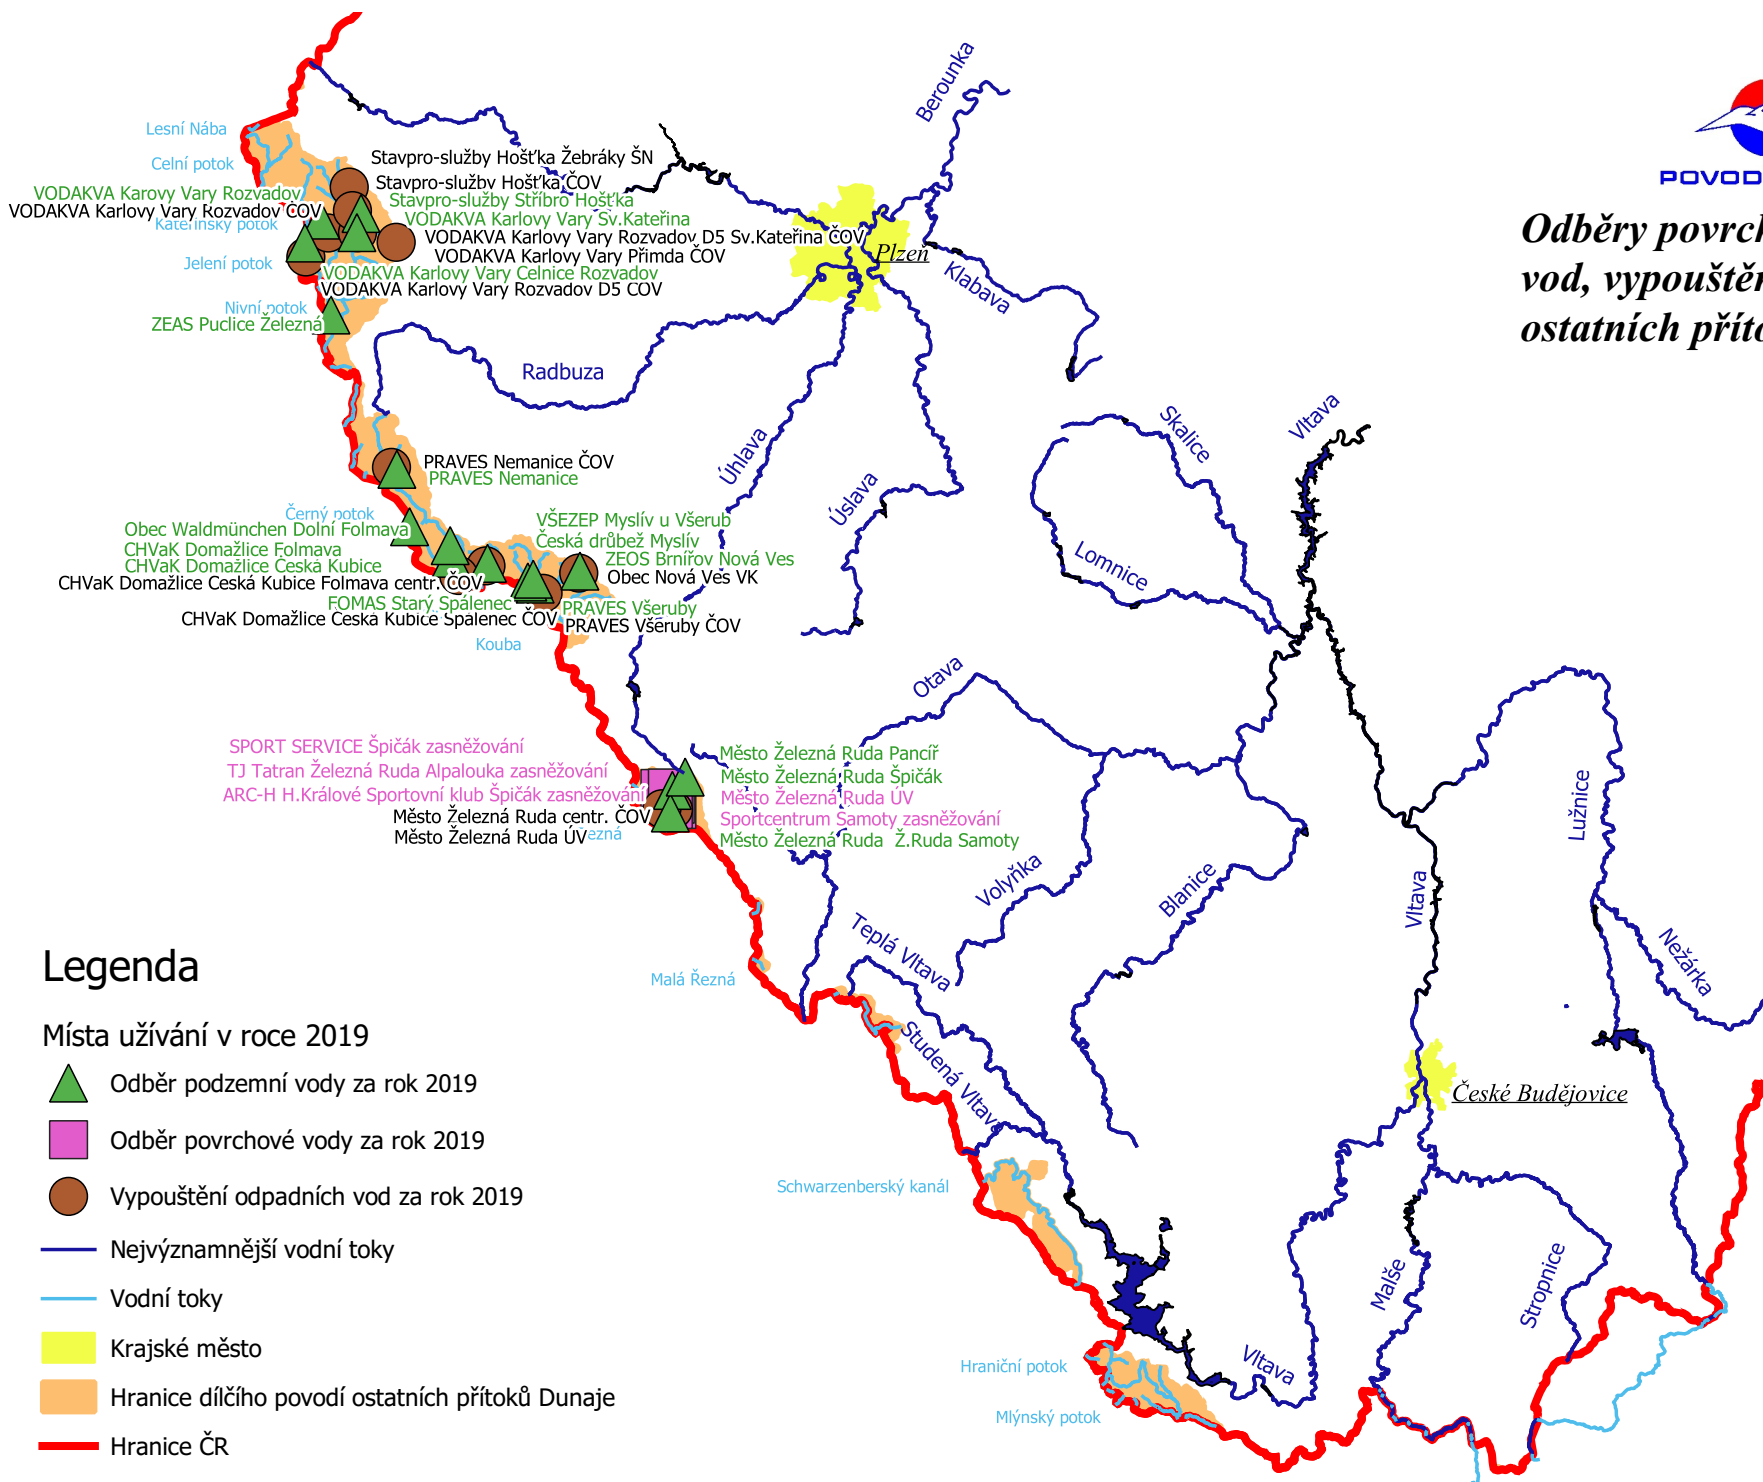 Berounka
Lesní Nába
Celní potok
Stavpro-služby Hošťka Žebráky ŠN
Stavpro-služby Hošťka ČOV
VODAKVA Karovy Vary Rozvadov
Stavpro-služby Stříbro Hošťka
VODAKVA Karlovy Vary Rozvadov ČOV
VODAKVA Karlovy Vary Sv.Kateřina
Kateřinský potok
VODAKVA Karlovy Vary Rozvadov D5 Sv.Kateřina ČOV
VODAKVA Karlovy Vary Přimda ČOV
Jelení potok
VODAKVA Karlovy Vary Celnice Rozvadov
VODAKVA Karlovy Vary Rozvadov D5 ČOV
Nivní potok
ZEAS Puclice Železná
Plzeň
Klabava
POVOD
Odběry povrch
vod, vypouštěn
ostatních příto
Radbuza
Úhlava
Úslava
Skalice
Vltava
Lomnice
PRAVES Nemanice ČOV
PRAVES Nemanice
Černý potok
Obec Waldmünchen Dolní Folmava
CHVaK Domažlice Folmava
CHVaK Domažlice Česká Kubice
CHVaK Domažlice Česká Kubice Folmava centr. ČOV
FOMAS Starý Spálenec
CHVaK Domažlice Česká Kubice Spálenec ČOV
VŠEZEP Myslív u Všerub
Česká drůbež Myslív
ZEOS Brnířov Nová Ves
Obec Nová Ves VK
PRAVES Všeruby
PRAVES Všeruby ČOV
Kouba
Otava
SPORT SERVICE Špičák zasněžování
TJ Tatran Železná Ruda Alpalouka zasněžování
ARC-H H.Králové Sportovní klub Špičák zasněžování
Město Železná Ruda centr. ČOV
Město Železná Ruda ÚV
ezná
Město Železná Ruda Pancíř
Město Železná Ruda Špičák
Město Železná Ruda ÚV
Sportcentrum Samoty zasněžování
Město Železná Ruda Ž.Ruda Samoty
Lužnice
Volyňka
Blanice
Vltava
Nežárka
Teplá Vltava
Malá Řezná
Studená Vltava
České Budějovice
Schwarzenberský kanál
Malše
Stropnice
Vltava
Hraniční potok
Mlýnský potok
Legenda
Místa užívání v roce 2019
Odběr podzemní vody za rok 2019
Odběr povrchové vody za rok 2019
Vypouštění odpadních vod za rok 2019
Nejvýznamnější vodní toky
Vodní toky
Krajské město
Hranice dílčího povodí ostatních přítoků Dunaje
Hranice ČR